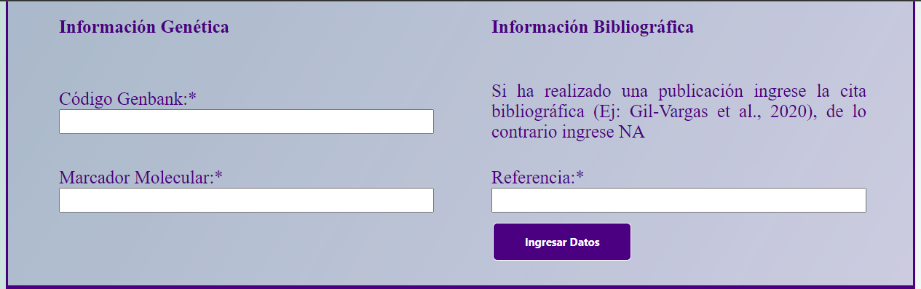 Información Genética
Código Genbank:*
Marcador Molecular:*
Información Bibliográfica
Si ha realizado una publicación ingrese la cita
bibliográfica (Ej: Gil-Vargas et al., 2020), de lo
contrario ingrese NA
Referencia:*
Ingresar Datos